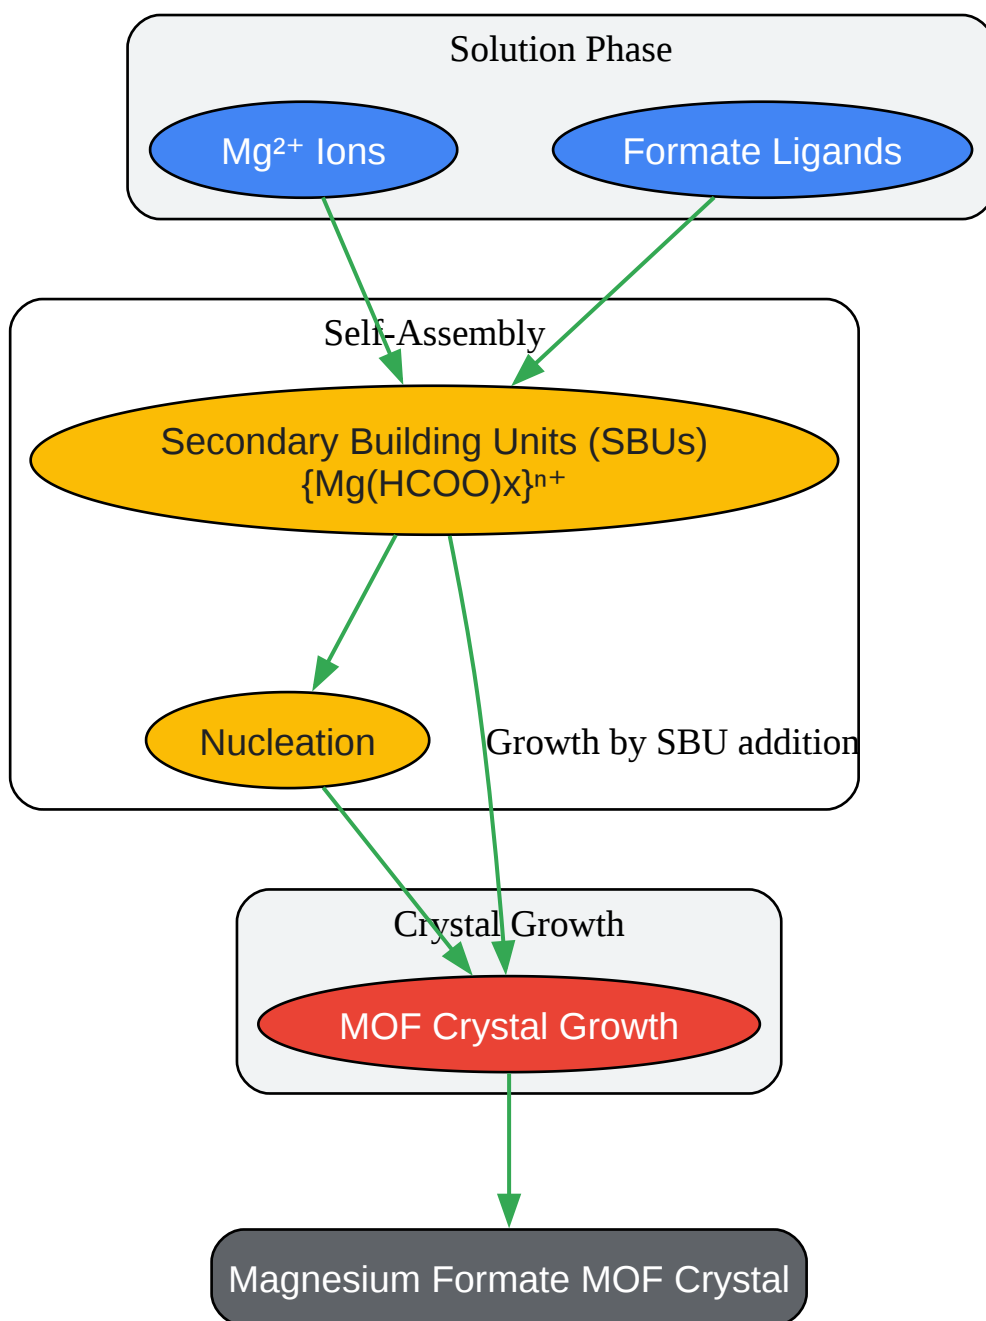 Solution Phase
Mg²⁺ Ions
Formate Ligands
Self-Assembly
Secondary Building Units (SBUs)
{Mg(HCOO)x}ⁿ⁺
Nucleation
Growth by SBU addition
Crystal Growth
MOF Crystal Growth
Magnesium Formate MOF Crystal